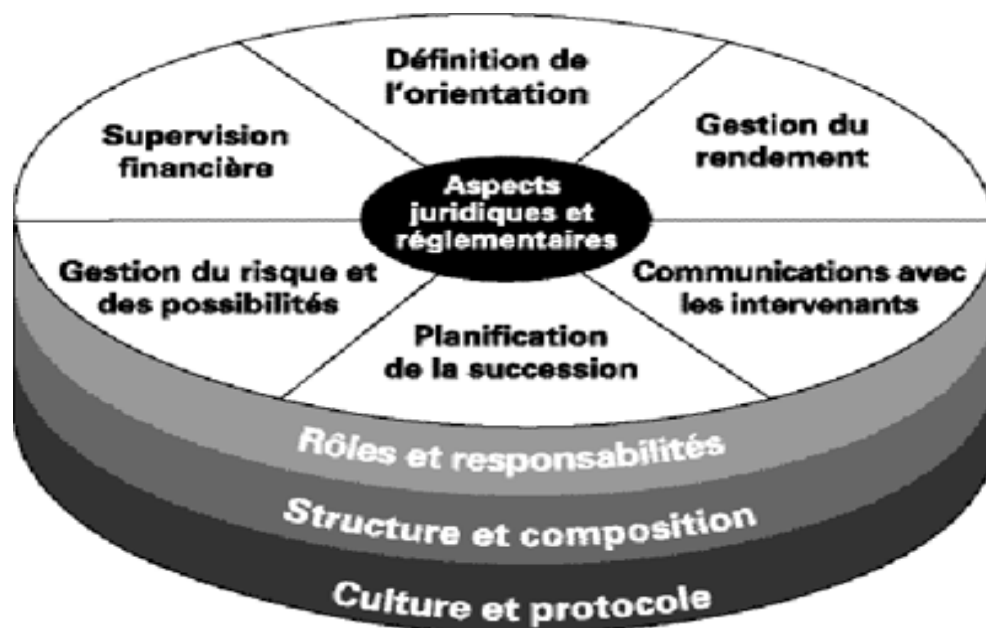 Définition de
l'orientation
Gestion du
rendement
Supervision
financière
Aspects
juridiques et
réglementaires
Gestion du risque et
des possibilités
Communications avec
les intervenants
Planification
de la succession
Rôles et responsabilités
Structure et composition
Culture et protocole